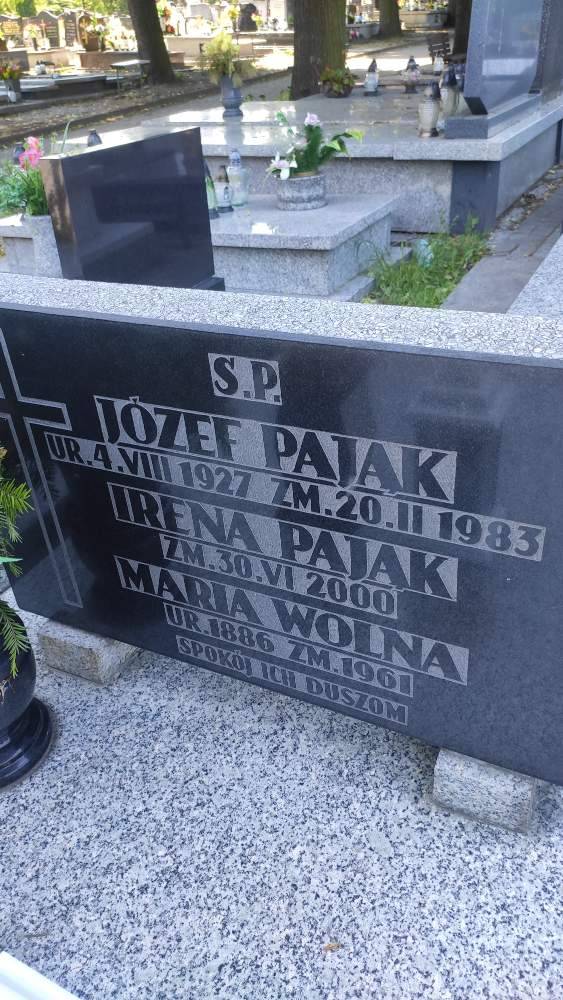 S.P.
JÓZEF PAJĄK
UR.4.VIII 1927 ZM.20.II 1983
IRENA PAJĄK
ZM.30.VI 2000
MARIA WOLNA
UR.1886 ZM.1961
SPOKÓJ ICH DUSZOM